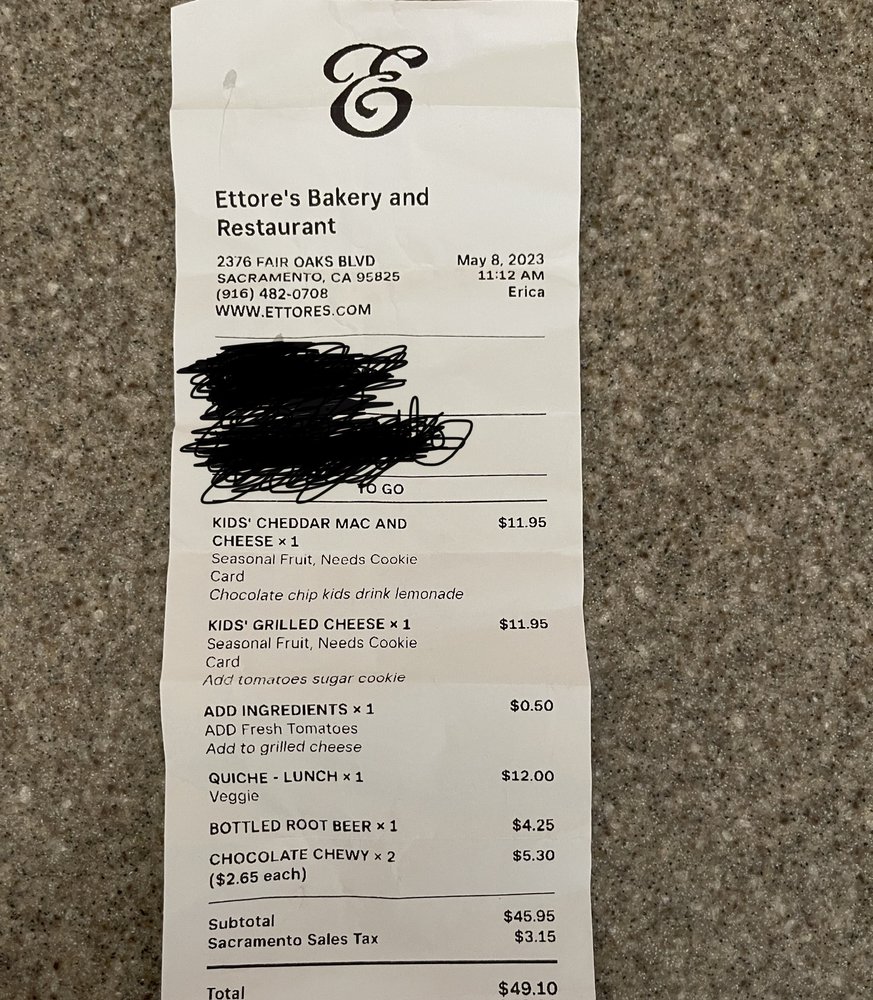 E
Ettore's Bakery and
Restaurant
2376 FAIR OAKS BLVD May 8, 2023
SACRAMENTO, CA 95825 11:12 AM
(916) 482-0708 Erica
WWW.ETTORES.COM
TO GO
KIDS' CHEDDAR MAC AND $11.95
CHEESE × 1
Seasonal Fruit, Needs Cookie
Card
Chocolate chip kids drink lemonade
KIDS' GRILLED CHEESE × 1 $11.95
Seasonal Fruit, Needs Cookie
Card
Add tomatoes sugar cookie
ADD INGREDIENTS × 1 $0.50
ADD Fresh Tomatoes
Add to grilled cheese
QUICHE - LUNCH × 1 $12.00
Veggie
BOTTLED ROOT BEER × 1 $4.25
CHOCOLATE CHEWY × 2 $5.30
($2.65 each)
Subtotal $45.95
Sacramento Sales Tax $3.15
Total $49.10